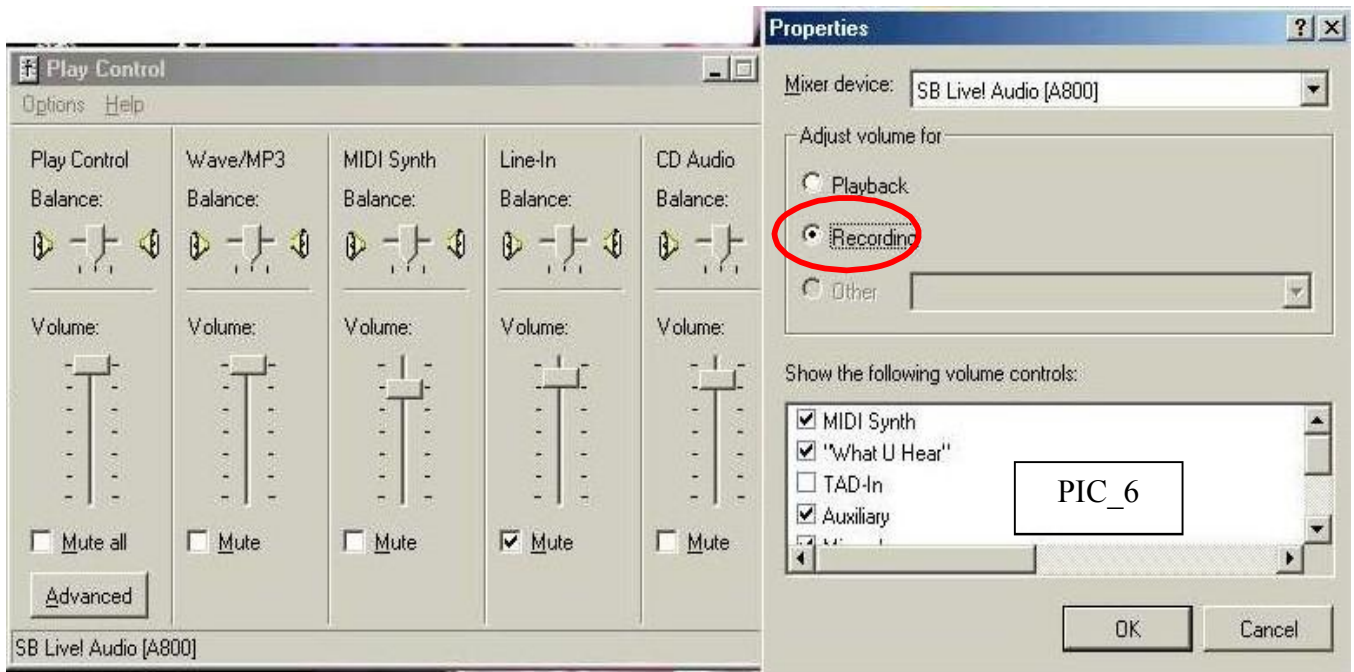 Play Control
Options Help
Play Control Wave/MP3 MIDI Synth Line-In CD Audio
Balance: Balance: Balance: Balance: Balance:
Volume: Volume: Volume: Volume: Volume:
Mute all Mute Mute Mute Mute
Advanced
SB Live! Audio [A800]
Properties
Mixer device: SB Live! Audio [A800]
Adjust volume for
Playback
Recording
Other
Show the following volume controls:
MIDI Synth
"What U Hear"
TAD-In
Auxiliary
PIC_6
OK Cancel